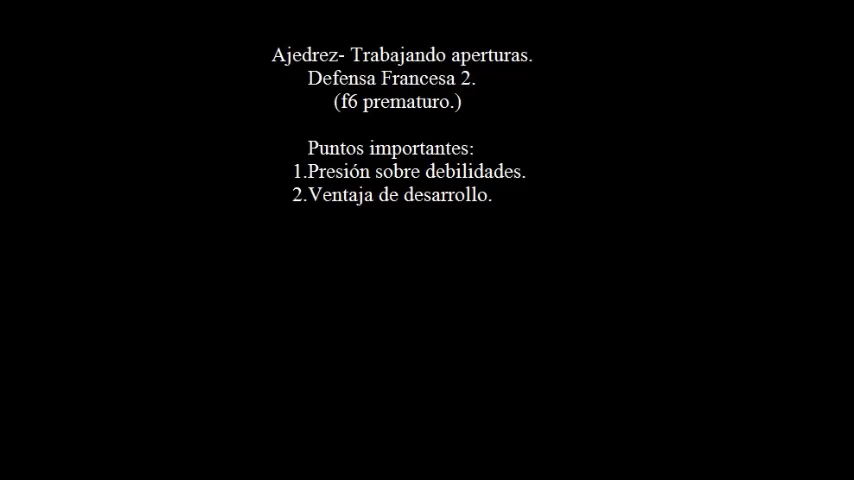 Ajedrez- Trabajando aperturas.
Defensa Francesa 2.
(f6 prematuro.)
Puntos importantes:
1.Presión sobre debilidades.
2.Ventaja de desarrollo.